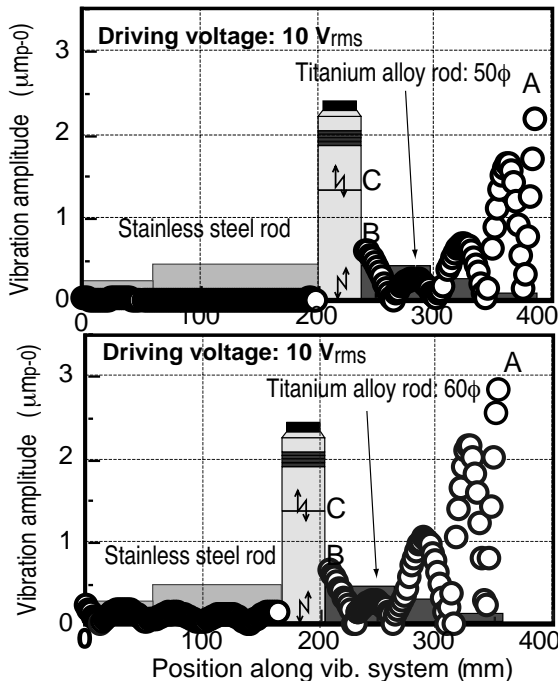 Driving voltage: 10 Vrms
Titanium alloy rod: 50ϕ
A
C
B
Stainless steel rod
Vibration amplitude (μmp-0)
3
2
1
0
0 100 200 300 400
Driving voltage: 10 Vrms
A
Titanium alloy rod: 60ϕ
C
B
Stainless steel rod
Vibration amplitude (μmp-0)
3
2
1
0
0 100 200 300 400
Position along vib. system (mm)